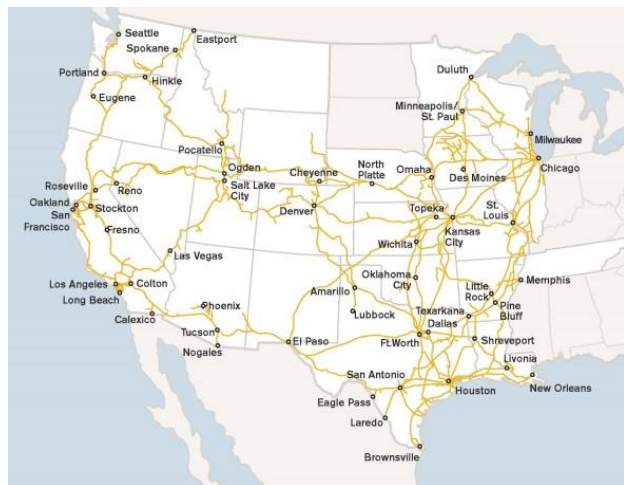 Seattle
Eastport
Spokane
Portland
Hinkle
Eugene
Duluth
Minneapolis/
St. Paul
Milwaukee
Chicago
Pocatello
Ogden
Salt Lake
City
Cheyenne
North
Platte
Omaha
Des Moines
Roseville
Reno
Oakland
San
Francisco
Stockton
Fresno
Denver
Topeka
Kansas
City
St.
Louis
Las Vegas
Wichita
Los Angeles
Long Beach
Colton
Calexico
Phoenix
Tucson
Nogales
Amarillo
Lubbock
Oklahoma
City
Little
Rock
Memphis
Pine
Bluff
Texarkana
Dallas
Ft.Worth
Shreveport
El Paso
San Antonio
Livonia
New Orleans
Houston
Eagle Pass
Laredo
Brownsville